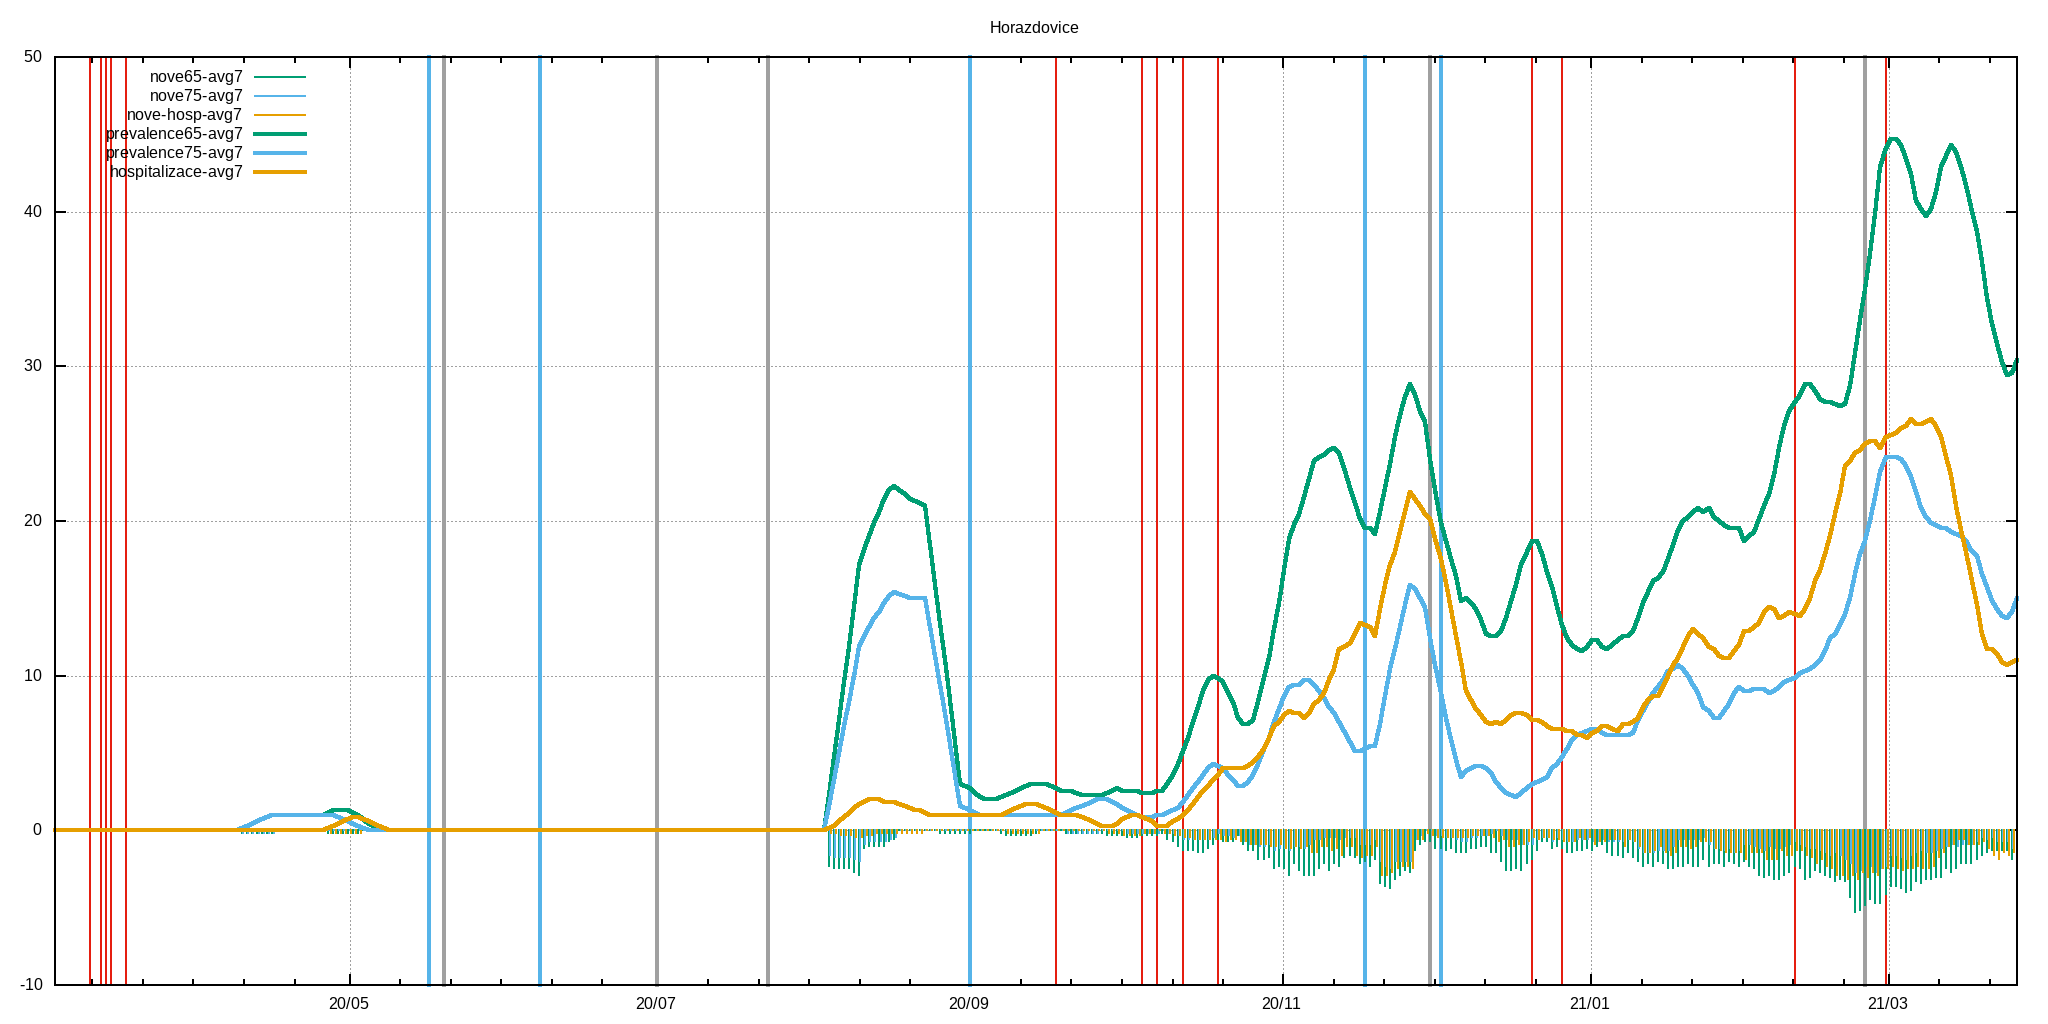 Horazdovice
50
nove65-avg7
nove75-avg7
nove-hosp-avg7
prevalence65-avg7
prevalence75-avg7
hospitalizace-avg7
40
30
20
10
0
-10
20/05 20/07 20/09 20/11 21/01 21/03